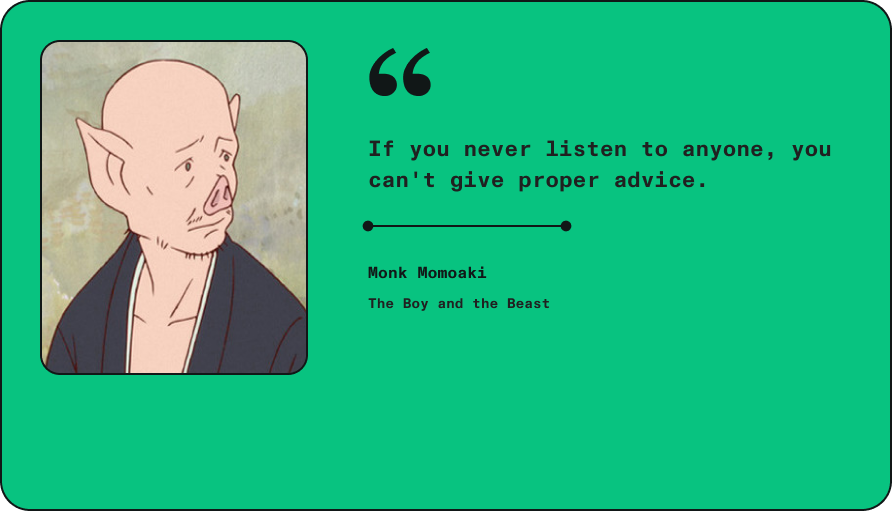 “
If you never listen to anyone, you
can't give proper advice.
Monk Momoaki
The Boy and the Beast